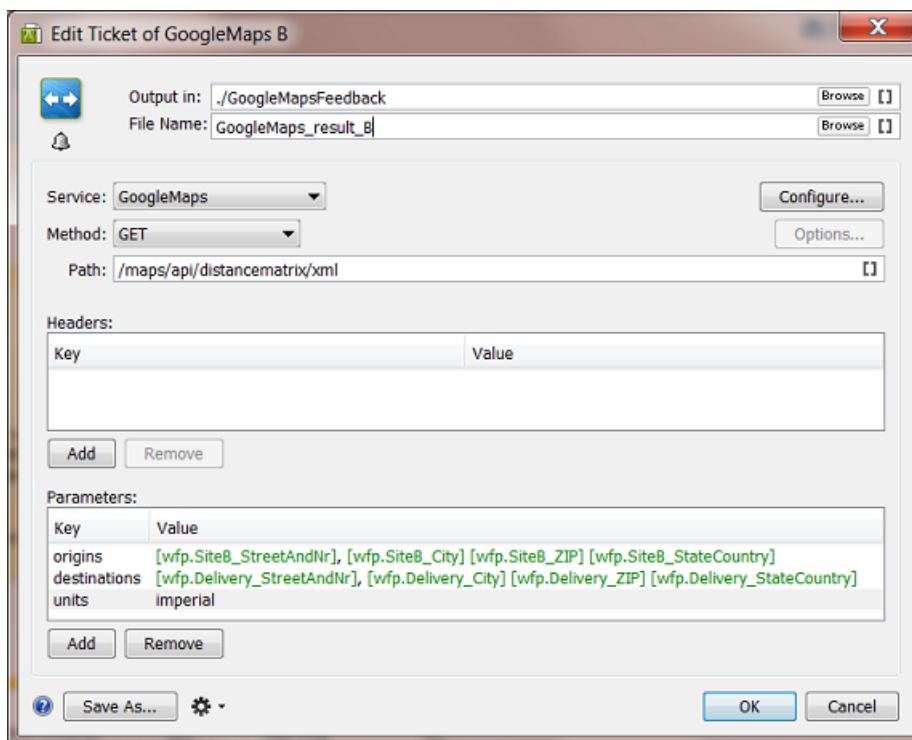 Edit Ticket of GoogleMaps B
Output in: ./GoogleMapsFeedback Browse []
File Name: GoogleMaps_result_B Browse []
Service: GoogleMaps Configure...
Method: GET Options...
Path: /maps/api/distancematrix/xml []
Headers:
Key Value
Add Remove
Parameters:
Key Value
origins [wfp.SiteB_StreetAndNr], [wfp.SiteB_City] [wfp.SiteB_ZIP] [wfp.SiteB_StateCountry]
destinations [wfp.Delivery_StreetAndNr], [wfp.Delivery_City] [wfp.Delivery_ZIP] [wfp.Delivery_StateCountry]
units imperial
Add Remove
? Save As... OK Cancel